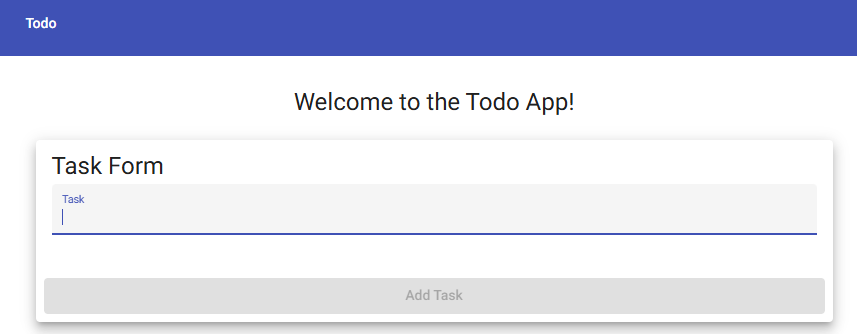 Todo
Welcome to the Todo App!
Task Form
Task
Add Task